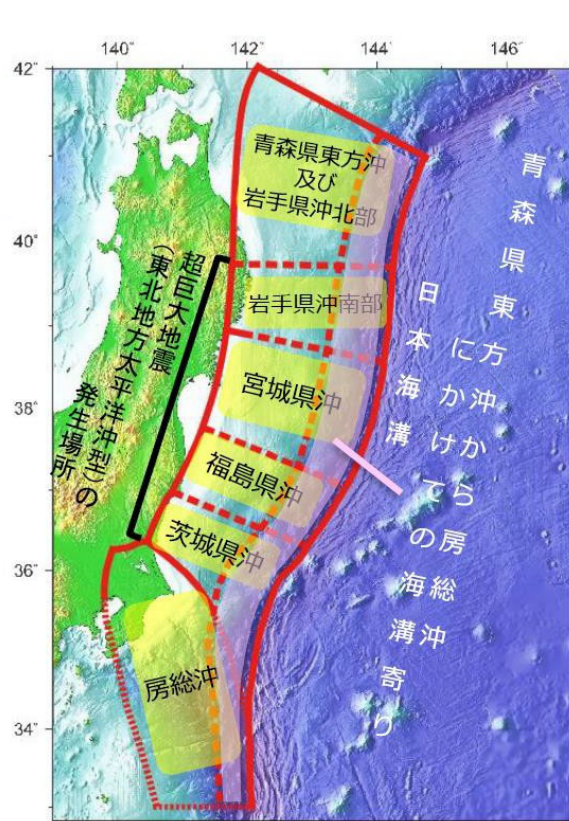 140°
142°
144°
146°
42°
40°
38°
36°
34°
青森県東方沖
及び
岩手県沖北部
岩手県沖南部
宮城県沖
福島県沖
茨城県沖
房総沖
超巨大地震
(東北地方太平洋沖型)の
発生場所
日本海溝
青森県東方沖から房総沖
にかけての海溝寄り